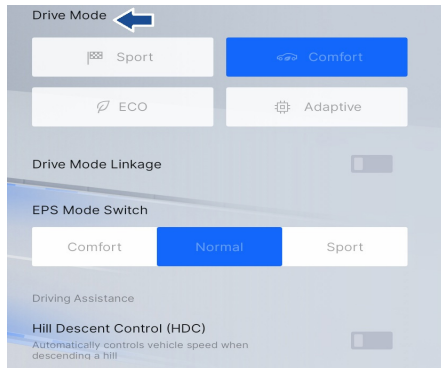 Drive Mode
Sport
Comfort
ECO
Adaptive
Drive Mode Linkage
EPS Mode Switch
Comfort Normal Sport
Driving Assistance
Hill Descent Control (HDC)
Automatically controls vehicle speed when
descending a hill